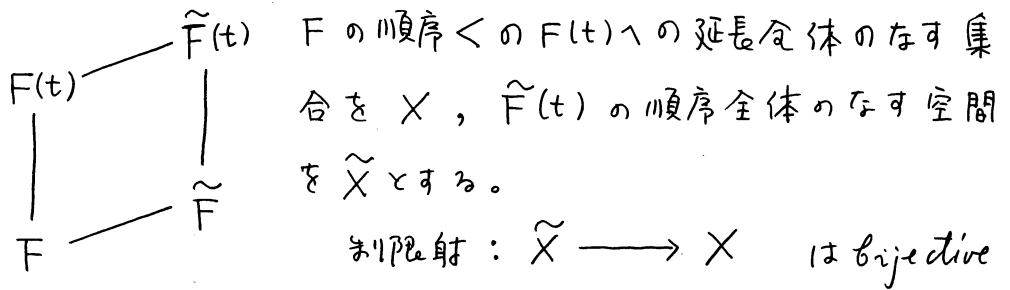 F̃(t) F の順序 < の F(t) への延長全体のなす集
F(t)
合を X , F̃(t) の順序全体のなす空間
を X̃ とする。
F̃
F
制限射 : X̃ ⟶ X は bijective